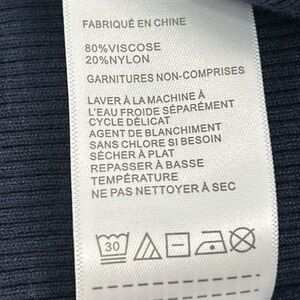 FABRIQUÉ EN CHINE
80%VISCOSE
20%NYLON
GARNITURES NON-COMPRISES
LAVER À LA MACHINE À
L'EAU FROIDE SÉPARÉMENT
CYCLE DÉLICAT
AGENT DE BLANCHIMENT
SANS CHLORE SI BESOIN
SÉCHER À PLAT
REPASSER À BASSE
TEMPÉRATURE
NE PAS NETTOYER À SEC
30